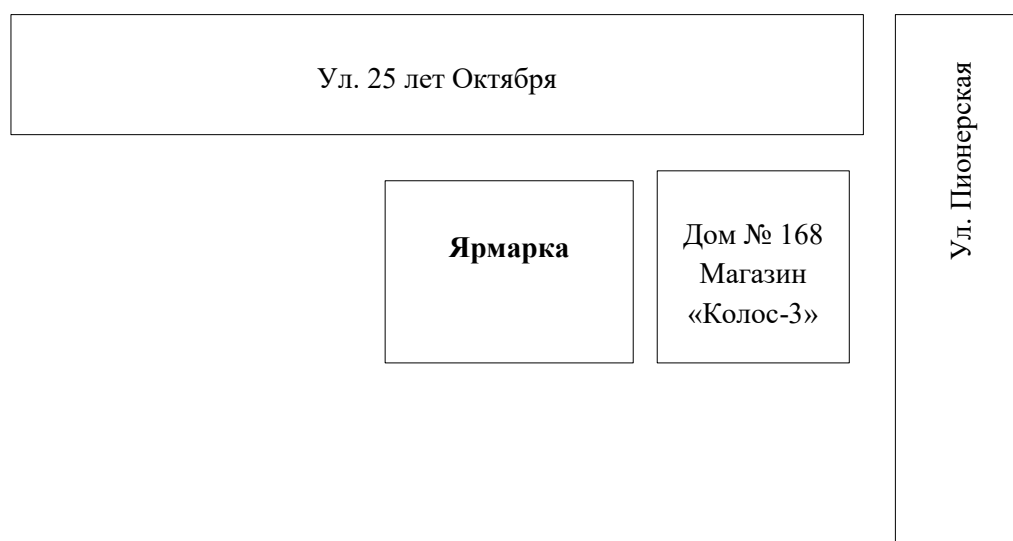 Ул. 25 лет Октября
Ул. Пионерская
Ярмарка
Дом № 168
Магазин
«Колос-3»